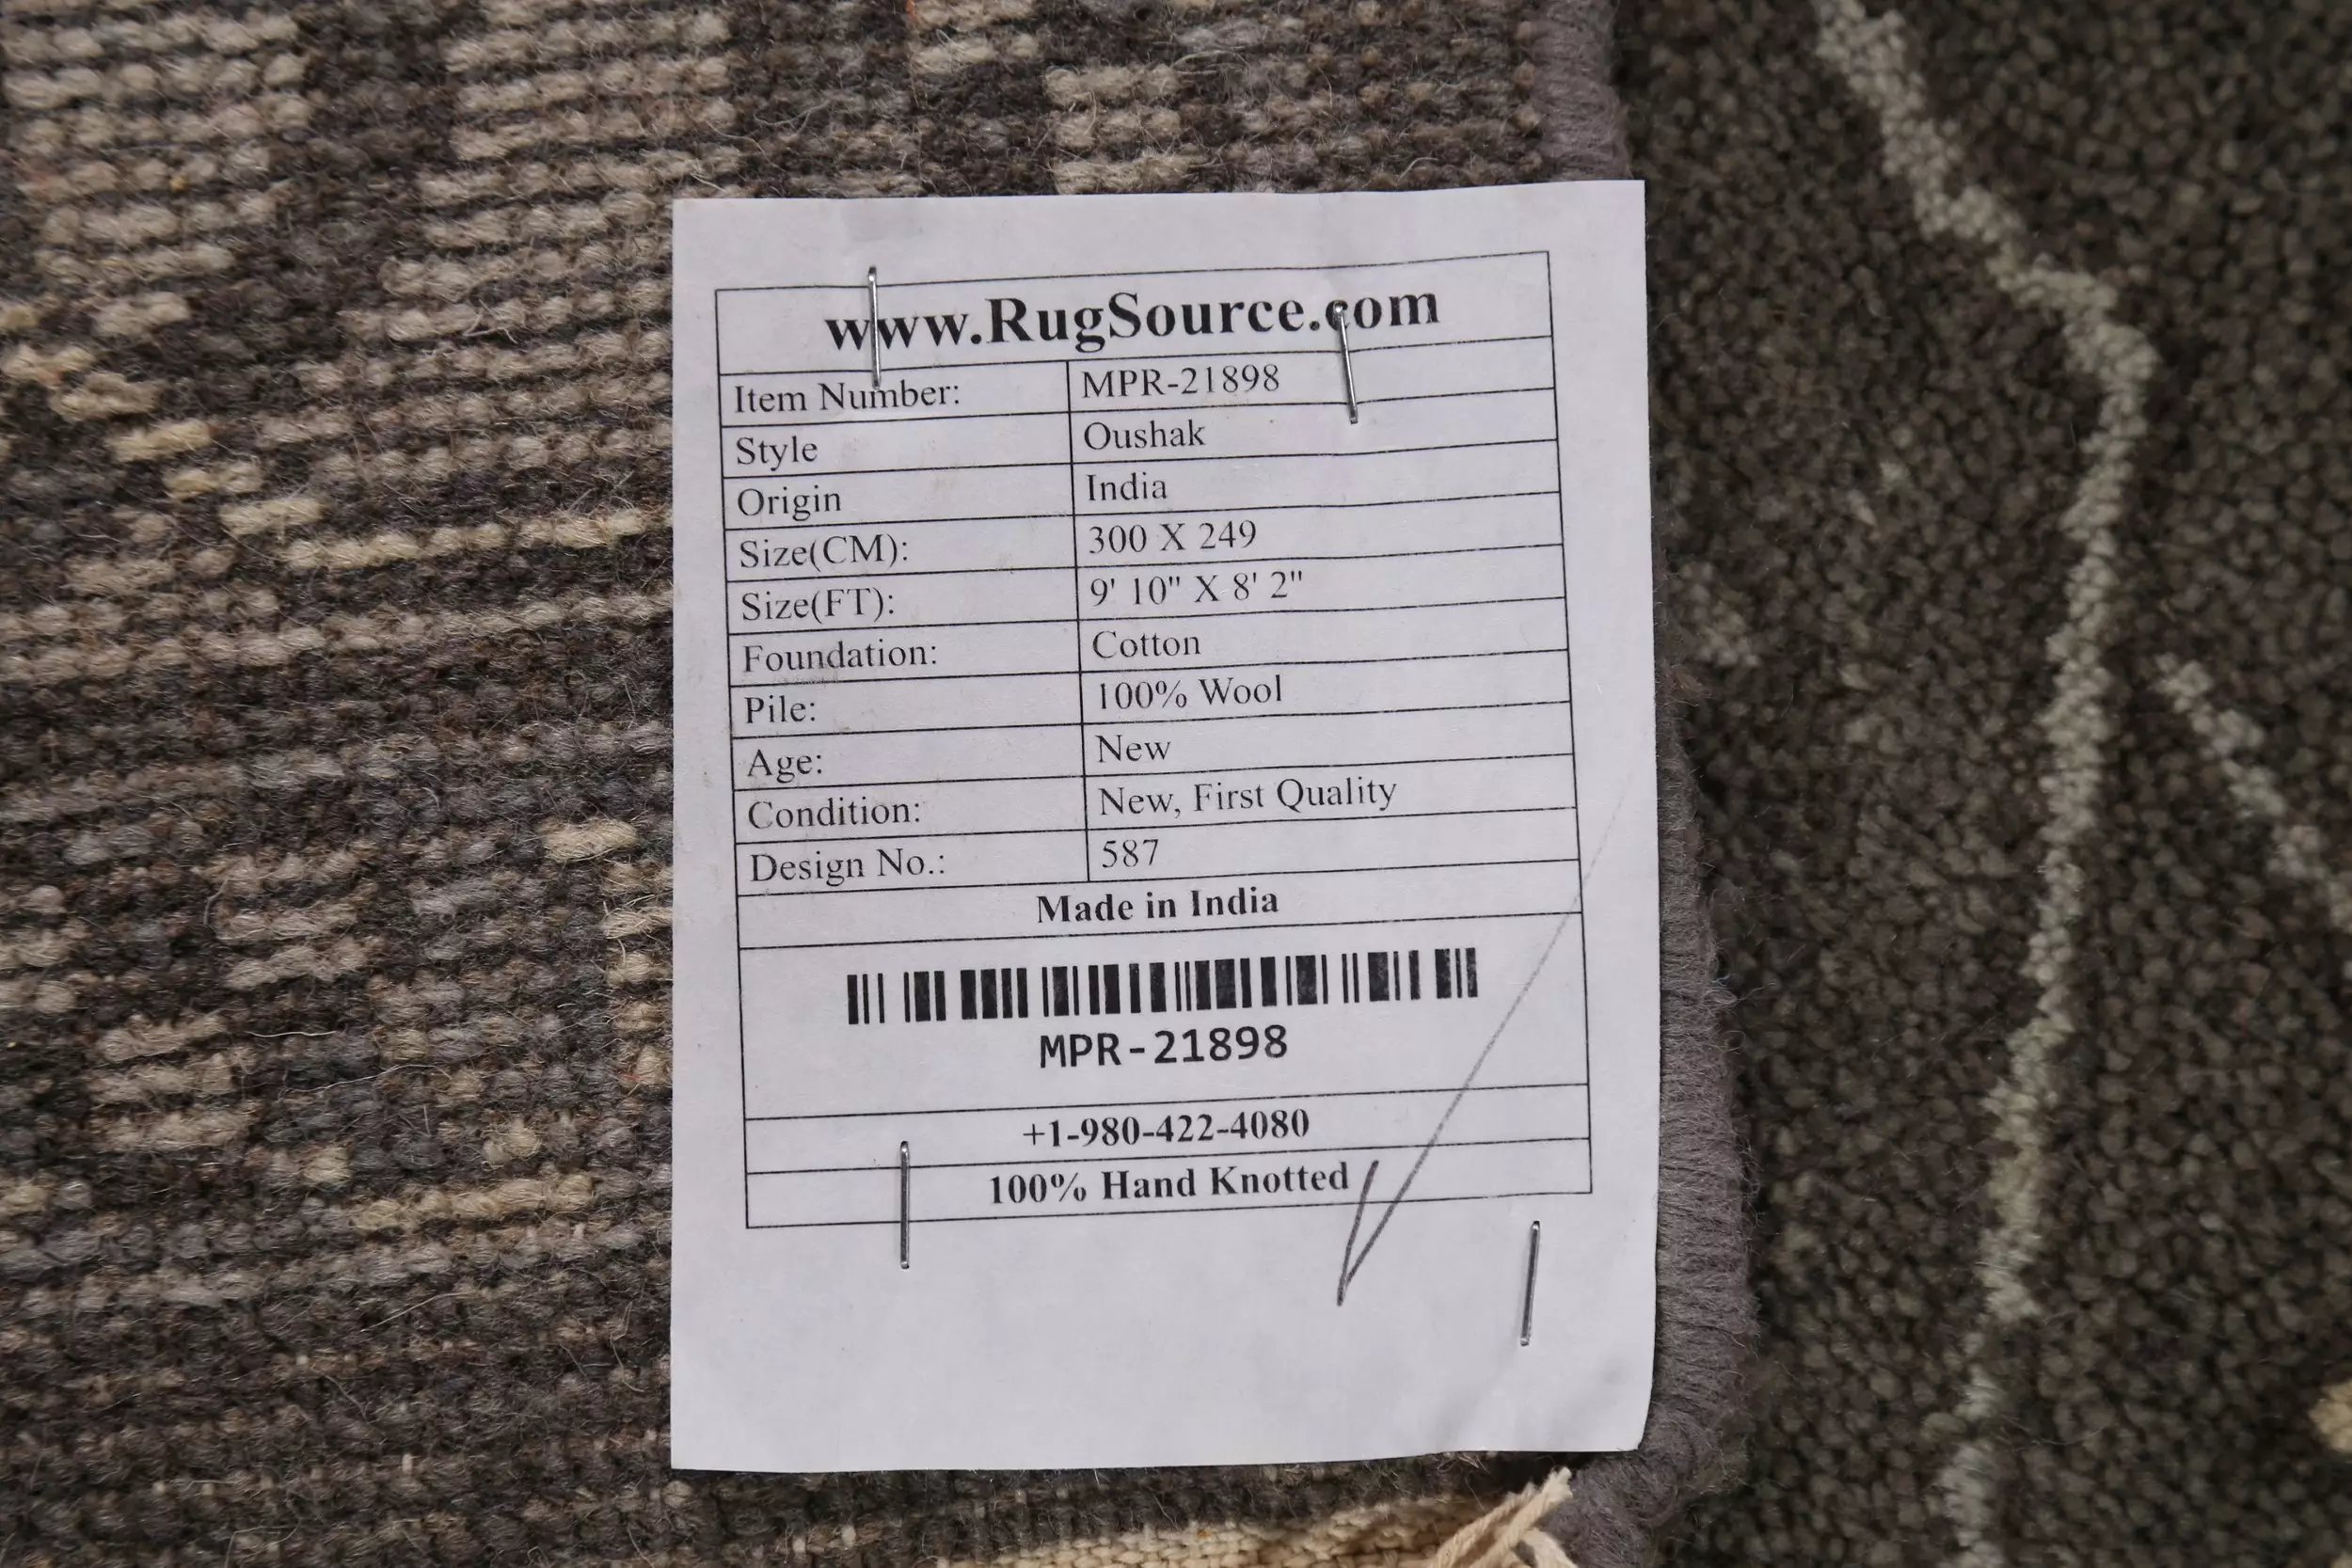 www.RugSource.com
Item Number: MPR-21898
Style Oushak
Origin India
Size(CM): 300 X 249
Size(FT): 9' 10" X 8' 2"
Foundation: Cotton
Pile: 100% Wool
Age: New
Condition: New, First Quality
Design No.: 587
Made in India
MPR-21898
+1-980-422-4080
100% Hand Knotted